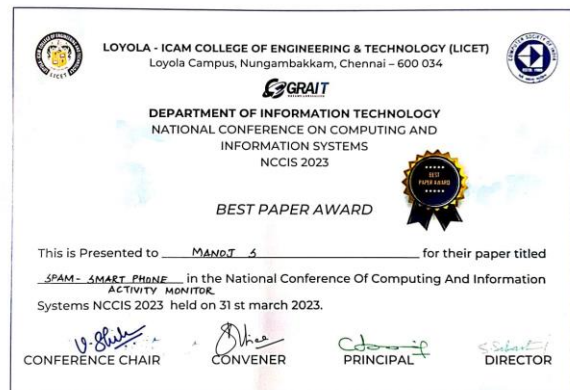 LOYOLA - ICAM COLLEGE OF ENGINEERING & TECHNOLOGY (LICET)
Loyola Campus, Nungambakkam, Chennai – 600 034
GRAIT
DEPARTMENT OF INFORMATION TECHNOLOGY
NATIONAL CONFERENCE ON COMPUTING AND
INFORMATION SYSTEMS
NCCIS 2023
BEST
PAPER AWARD
BEST PAPER AWARD
This is Presented to MANOJ S for their paper titled
SPAM- SMART PHONE in the National Conference Of Computing And Information
ACTIVITY MONITOR
Systems NCCIS 2023 held on 31 st march 2023.
CONFERENCE CHAIR CONVENER PRINCIPAL DIRECTOR